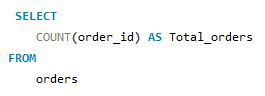 SELECT
COUNT(order_id) AS Total_orders
FROM
orders